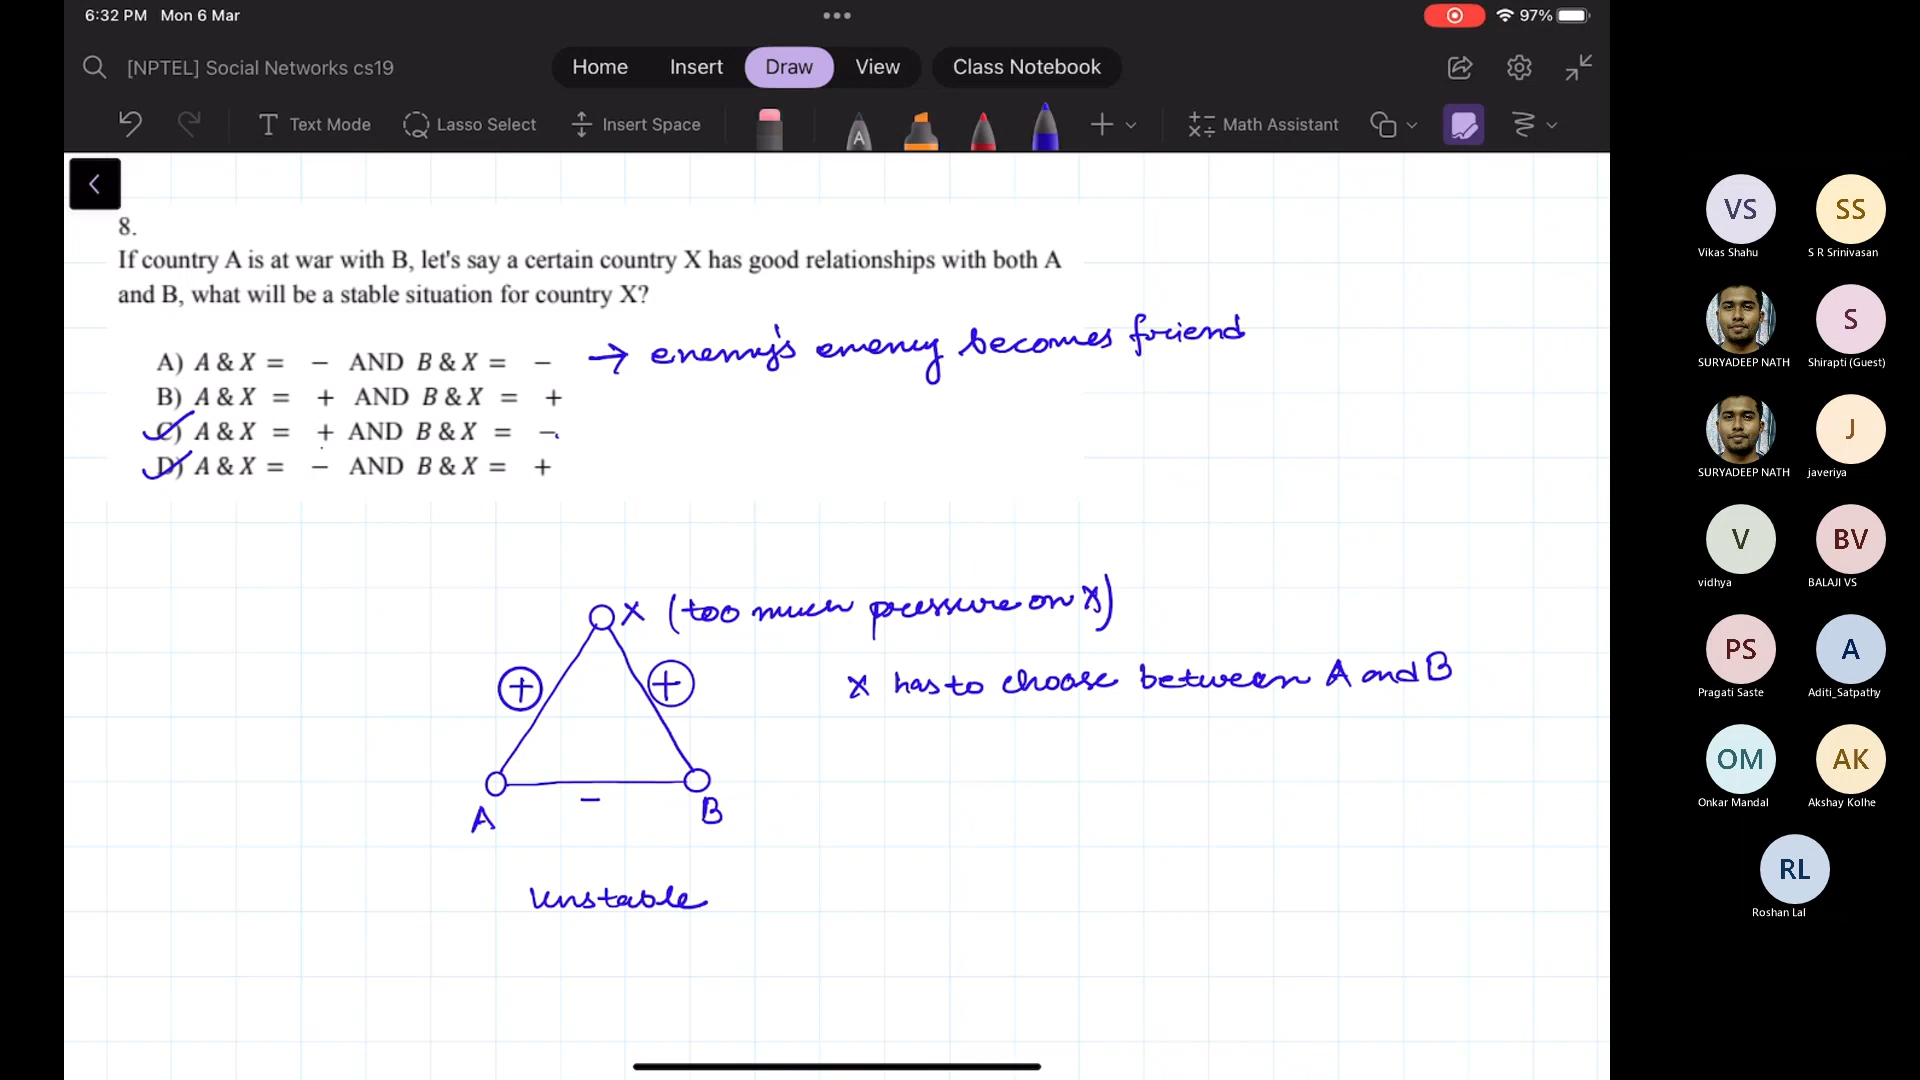 6:32 PM Mon 6 Mar
97%
[NPTEL] Social Networks cs19
Home Insert Draw View Class Notebook
Text Mode Lasso Select Insert Space A Math Assistant
8.
If country A is at war with B, let's say a certain country X has good relationships with both A
and B, what will be a stable situation for country X?
A) A & X = – AND B & X = – → enemy's enemy becomes friend
B) A & X = + AND B & X = +
C) A & X = + AND B & X = –
D) A & X = – AND B & X = +
X (too much pressure on X)
+ +
X has to choose between A and B
–
A B
Unstable
VS SS
Vikas Shahu S R Srinivasan
S
SURYADEEP NATH Shirapti (Guest)
J
SURYADEEP NATH javeriya
V BV
vidhya BALAJI VS
PS A
Pragati Saste Aditi_Satpathy
OM AK
Onkar Mandal Akshay Kolhe
RL
Roshan Lal